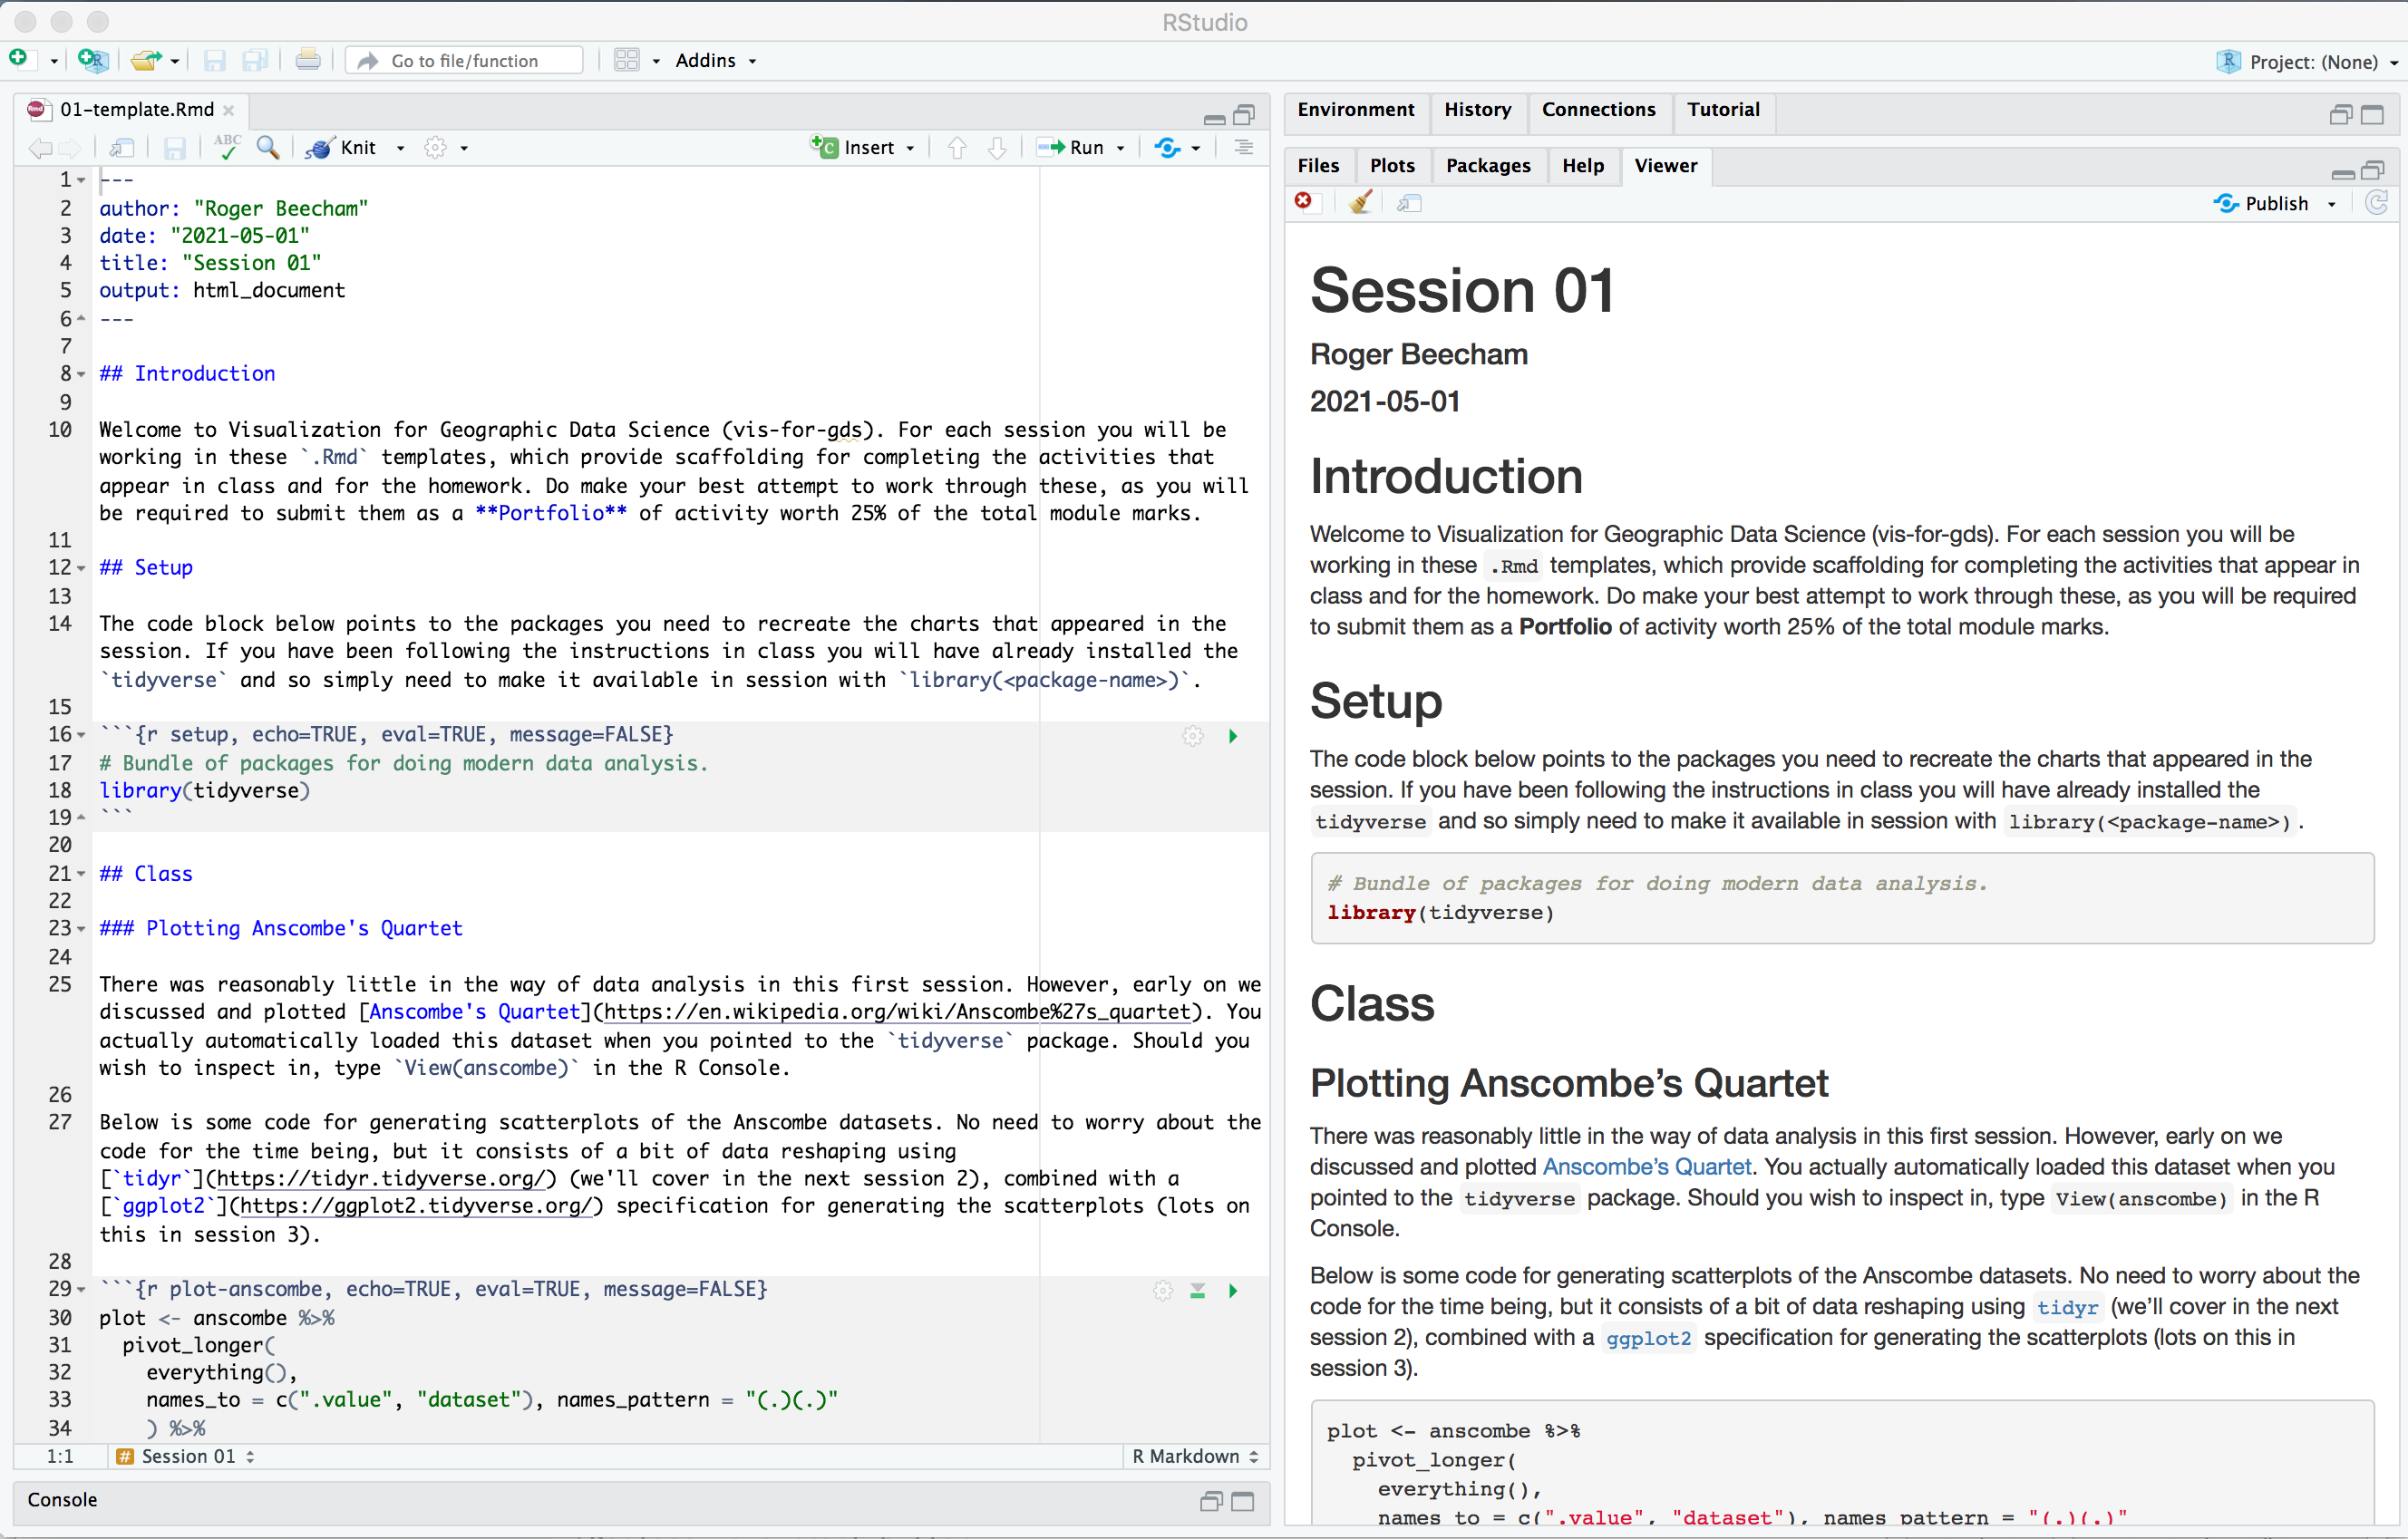 RStudio
Go to file/function
Addins
Project: (None)
01-template.Rmd
ABC
Knit
Insert
Run
1 ---
2 author: "Roger Beecham"
3 date: "2021-05-01"
4 title: "Session 01"
5 output: html_document
6 ---
7
8 ## Introduction
9
10 Welcome to Visualization for Geographic Data Science (vis-for-gds). For each session you will be
working in these `.Rmd` templates, which provide scaffolding for completing the activities that
appear in class and for the homework. Do make your best attempt to work through these, as you will
be required to submit them as a **Portfolio** of activity worth 25% of the total module marks.
11
12 ## Setup
13
14 The code block below points to the packages you need to recreate the charts that appeared in the
session. If you have been following the instructions in class you will have already installed the
`tidyverse` and so simply need to make it available in session with `library(<package-name>)`.
15
16 ```{r setup, echo=TRUE, eval=TRUE, message=FALSE}
17 # Bundle of packages for doing modern data analysis.
18 library(tidyverse)
19 ```
20
21 ## Class
22
23 ### Plotting Anscombe's Quartet
24
25 There was reasonably little in the way of data analysis in this first session. However, early on we
discussed and plotted [Anscombe's Quartet](https://en.wikipedia.org/wiki/Anscombe%27s_quartet). You
actually automatically loaded this dataset when you pointed to the `tidyverse` package. Should you
wish to inspect in, type `View(anscombe)` in the R Console.
26
27 Below is some code for generating scatterplots of the Anscombe datasets. No need to worry about the
code for the time being, but it consists of a bit of data reshaping using
[`tidyr`](https://tidyr.tidyverse.org/) (we'll cover in the next session 2), combined with a
[`ggplot2`](https://ggplot2.tidyverse.org/) specification for generating the scatterplots (lots on
this in session 3).
28
29 ```{r plot-anscombe, echo=TRUE, eval=TRUE, message=FALSE}
30 plot <- anscombe %>%
31 pivot_longer(
32 everything(),
33 names_to = c(".value", "dataset"), names_pattern = "(.)(.)"
34 ) %>%
1:1
# Session 01
R Markdown
Console
Environment History Connections Tutorial
Files Plots Packages Help Viewer
Publish
Session 01
Roger Beecham
2021-05-01
Introduction
Welcome to Visualization for Geographic Data Science (vis-for-gds). For each session you will be
working in these .Rmd templates, which provide scaffolding for completing the activities that appear in
class and for the homework. Do make your best attempt to work through these, as you will be required
to submit them as a Portfolio of activity worth 25% of the total module marks.
Setup
The code block below points to the packages you need to recreate the charts that appeared in the
session. If you have been following the instructions in class you will have already installed the
tidyverse and so simply need to make it available in session with library(<package-name>).
# Bundle of packages for doing modern data analysis.
library(tidyverse)
Class
Plotting Anscombe’s Quartet
There was reasonably little in the way of data analysis in this first session. However, early on we
discussed and plotted Anscombe’s Quartet. You actually automatically loaded this dataset when you
pointed to the tidyverse package. Should you wish to inspect in, type View(anscombe) in the R
Console.
Below is some code for generating scatterplots of the Anscombe datasets. No need to worry about the
code for the time being, but it consists of a bit of data reshaping using tidyr (we’ll cover in the next
session 2), combined with a ggplot2 specification for generating the scatterplots (lots on this in
session 3).
plot <- anscombe %>%
pivot_longer(
everything(),
names_to = c(".value", "dataset"), names_pattern = "(.)(.)"